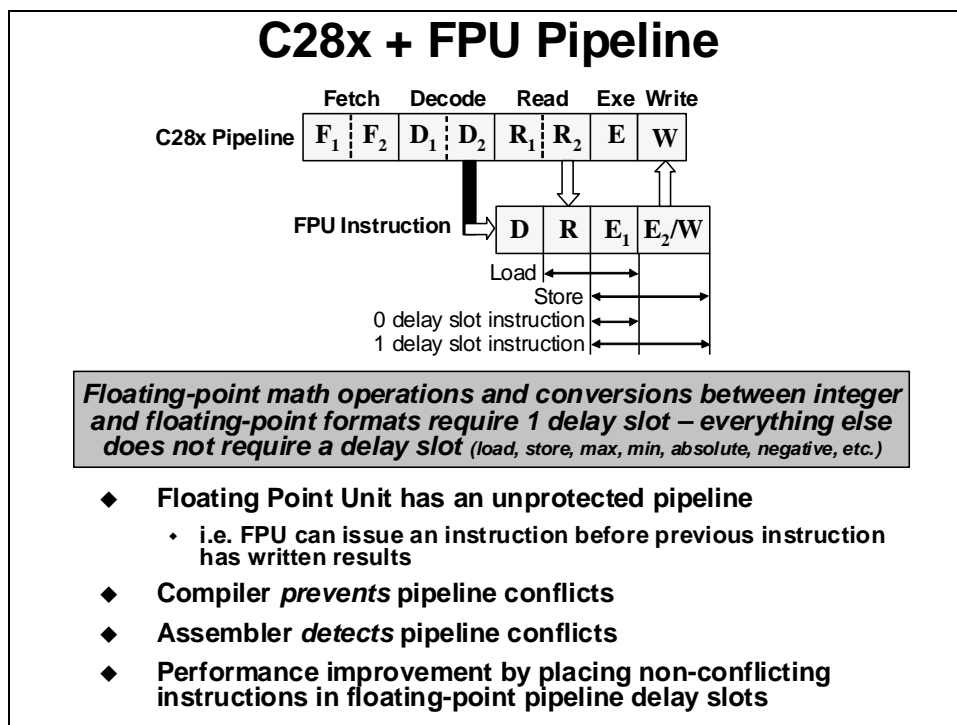 C28x + FPU Pipeline
Fetch Decode Read Exe Write
C28x Pipeline F1 F2 D1 D2 R1 R2 E W
FPU Instruction D R E1 E2/W
Load
Store
0 delay slot instruction
1 delay slot instruction
Floating-point math operations and conversions between integer
and floating-point formats require 1 delay slot – everything else
does not require a delay slot (load, store, max, min, absolute, negative, etc.)
◆ Floating Point Unit has an unprotected pipeline
◆ i.e. FPU can issue an instruction before previous instruction
has written results
◆ Compiler prevents pipeline conflicts
◆ Assembler detects pipeline conflicts
◆ Performance improvement by placing non-conflicting
instructions in floating-point pipeline delay slots